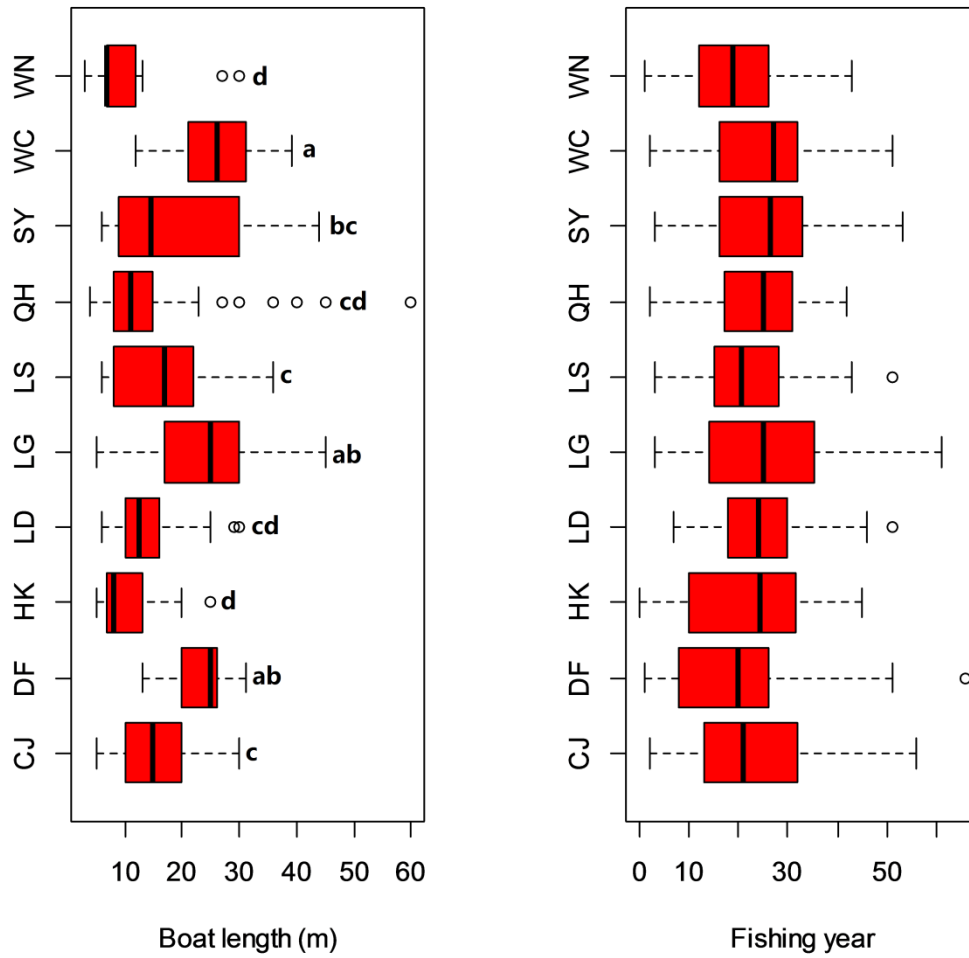 WN
d
WC
a
SY
bc
QH
cd
LS
c
LG
ab
LD
cd
HK
d
DF
ab
CJ
c
10 20 30 40 50 60
Boat length (m)
WN
WC
SY
QH
LS
LG
LD
HK
DF
CJ
0 10 30 50
Fishing year